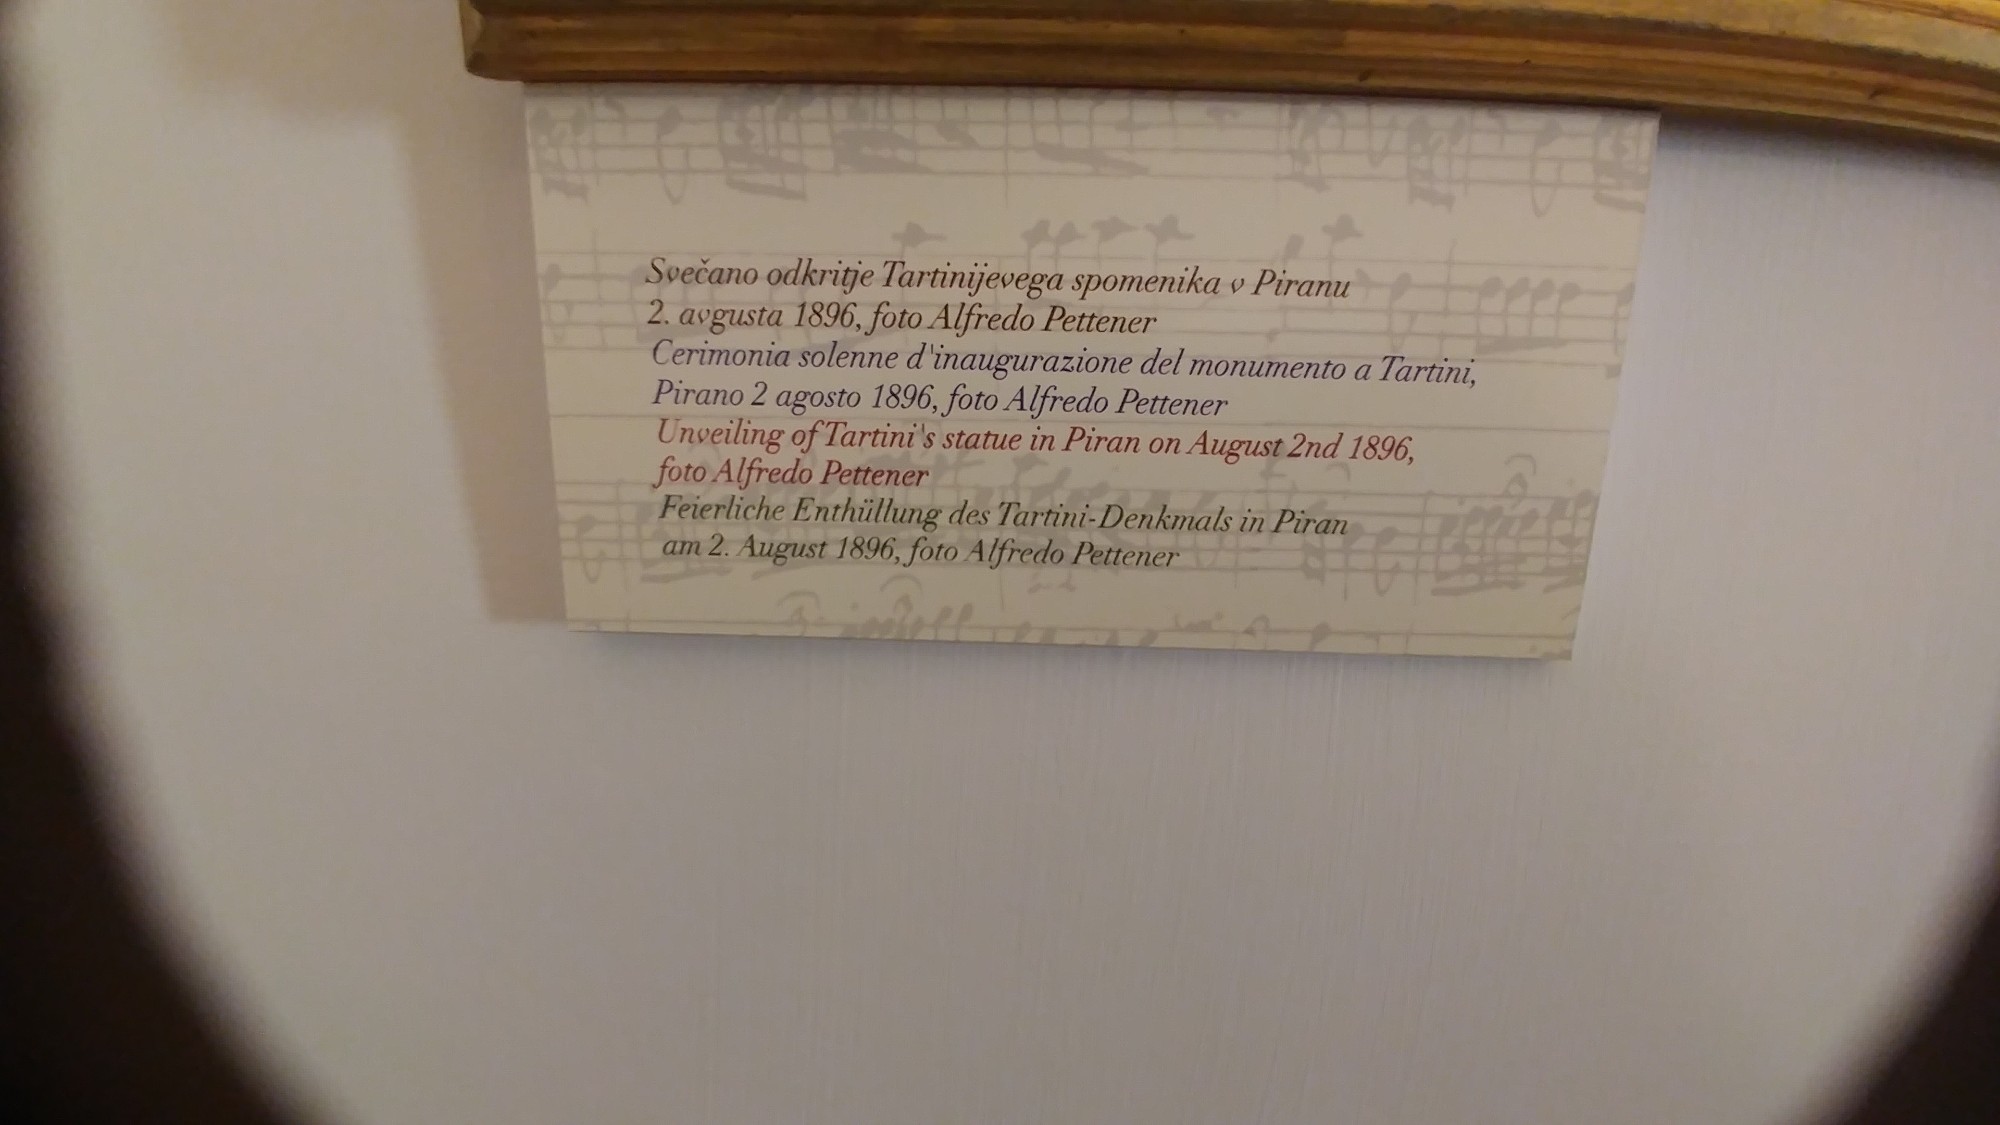 Svečano odkritje Tartinijevega spomenika v Piranu
2. avgusta 1896, foto Alfredo Pettener
Cerimonia solenne d'inaugurazione del monumento a Tartini,
Pirano 2 agosto 1896, foto Alfredo Pettener
Unveiling of Tartini's statue in Piran on August 2nd 1896,
foto Alfredo Pettener
Feierliche Enthüllung des Tartini-Denkmals in Piran
am 2. August 1896, foto Alfredo Pettener